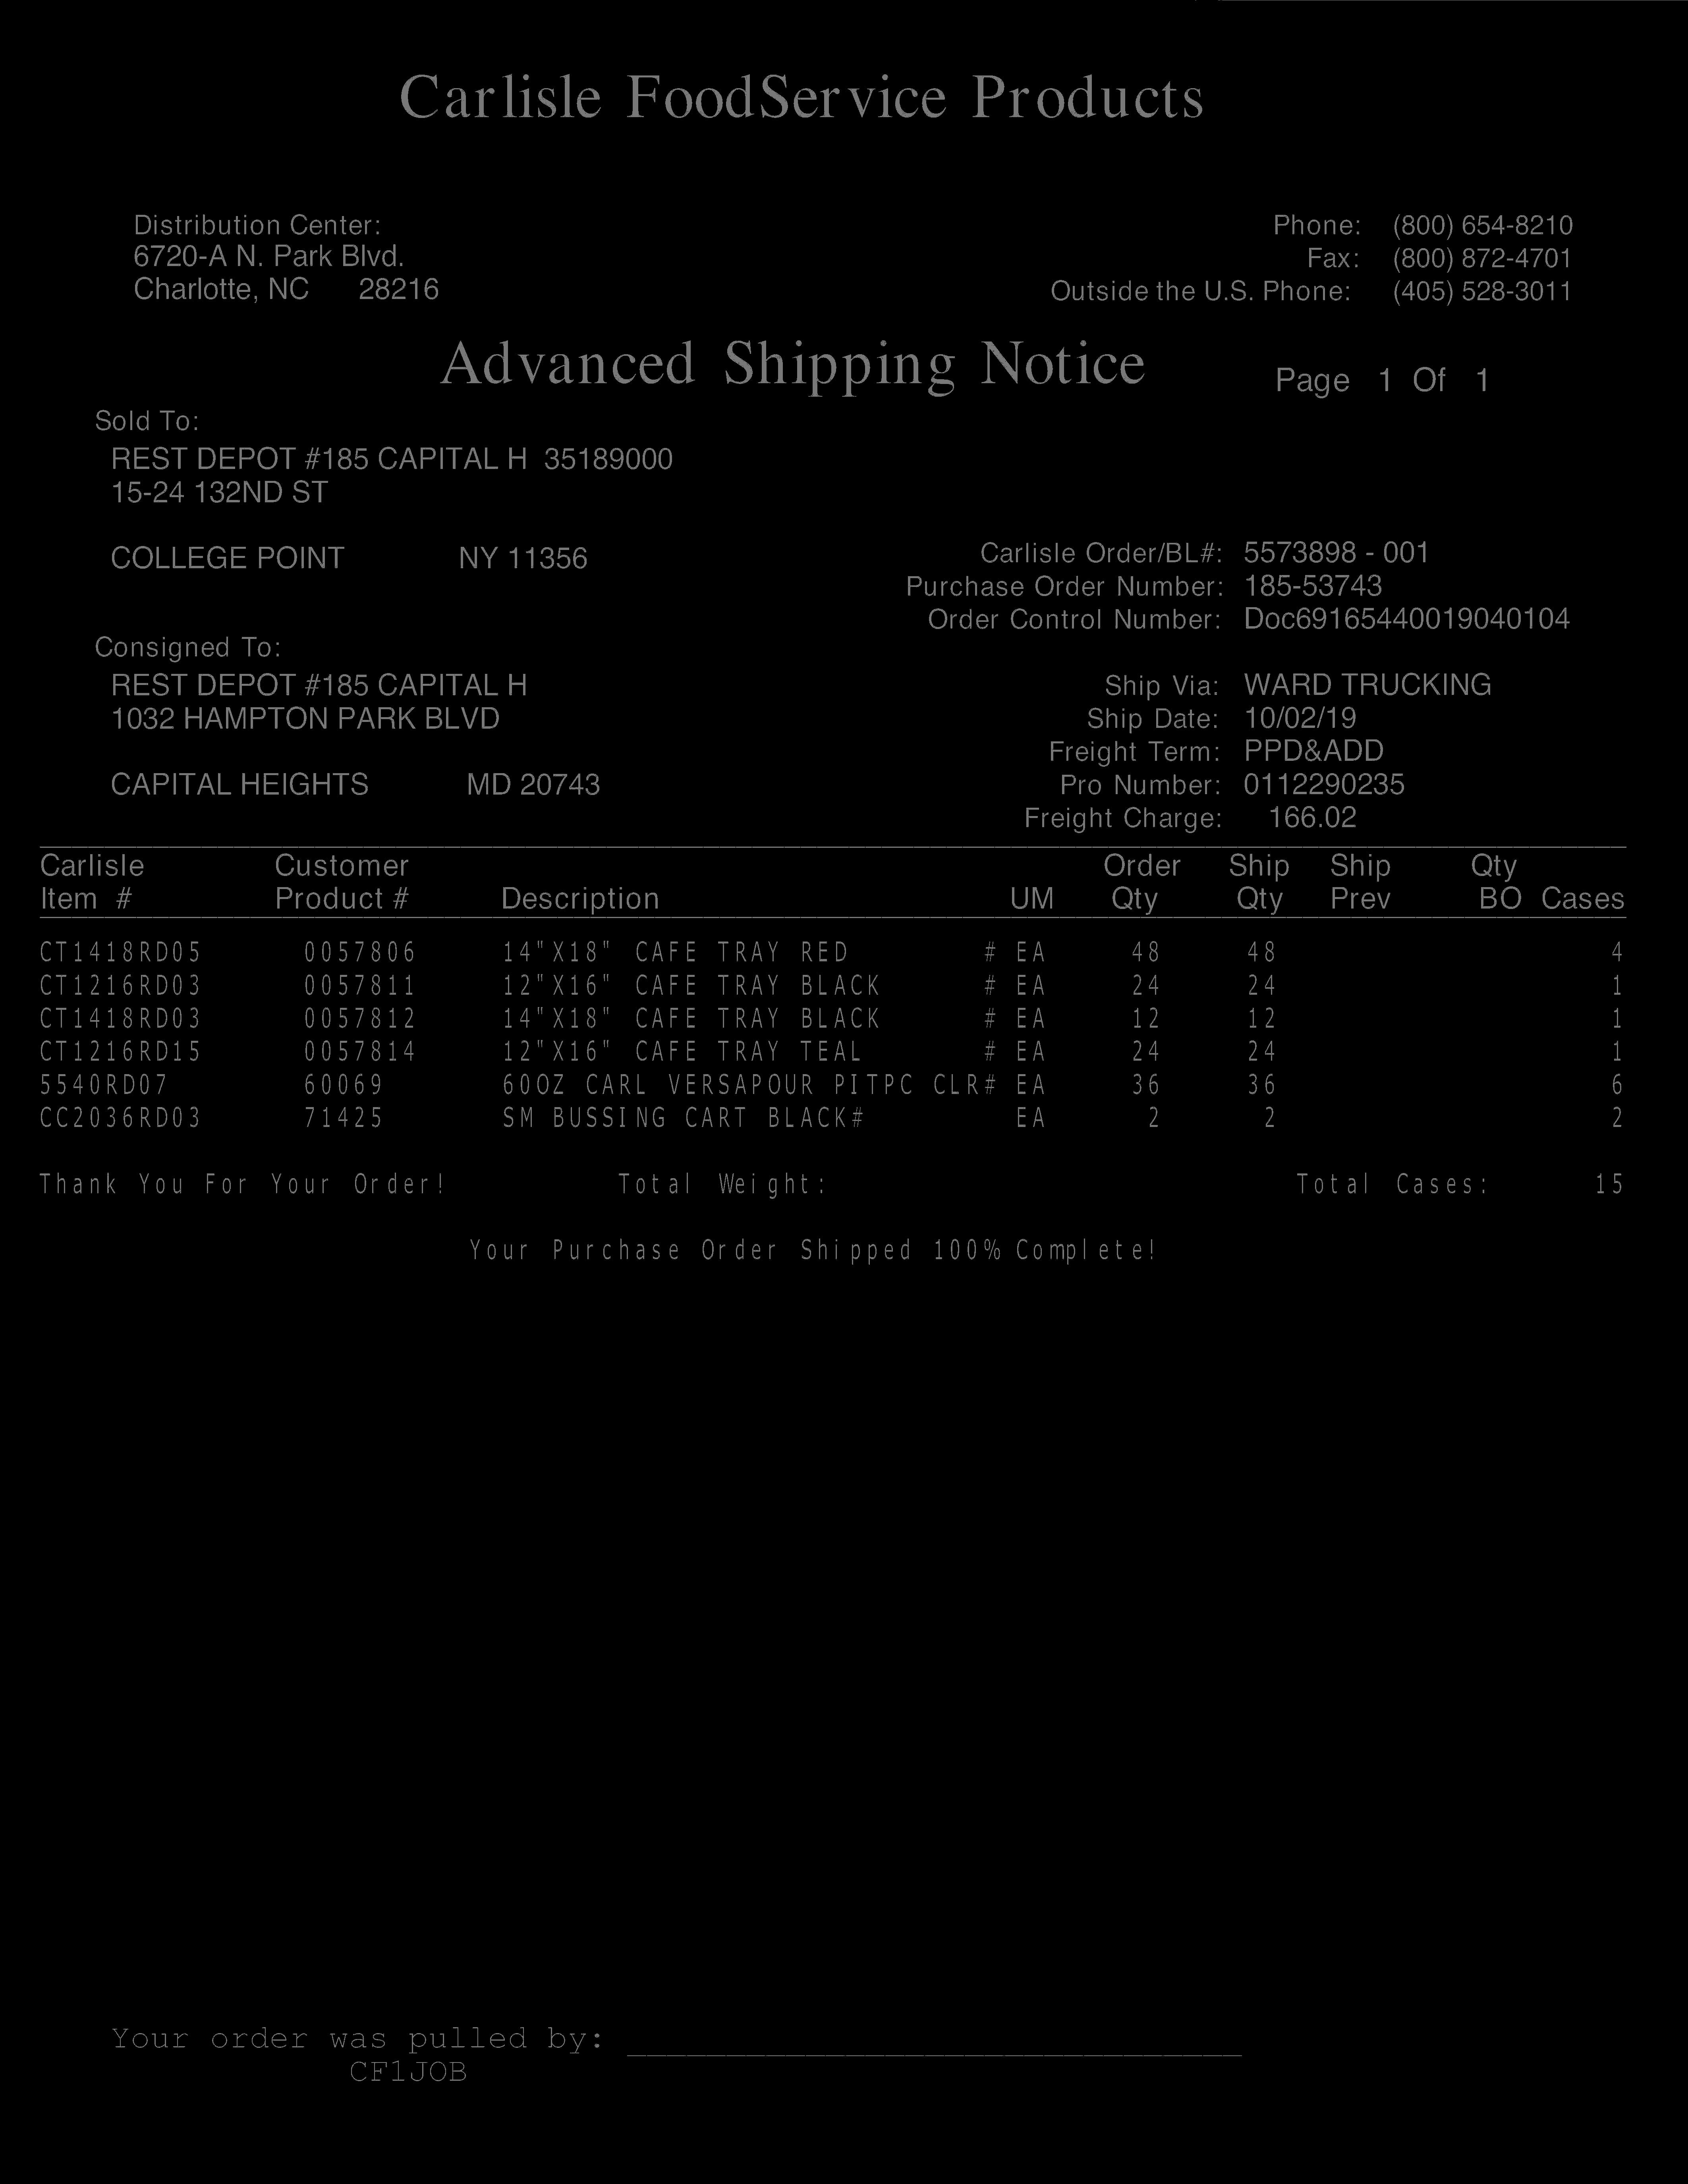 Carlisle FoodService Products
Distribution Center: Phone: (800) 654-8210
6720-A N. Park Blvd. Fax: (800) 872-4701
Charlotte, NC 28216 Outside the U.S. Phone: (405) 528-3011
Advanced Shipping Notice Page 1 Of 1
Sold To:
REST DEPOT #185 CAPITAL H 35189000
15-24 132ND ST
COLLEGE POINT NY 11356 Carlisle Order/BL#: 5573898 - 001
Purchase Order Number: 185-53743
Order Control Number: Doc69165440019040104
Consigned To:
REST DEPOT #185 CAPITAL H Ship Via: WARD TRUCKING
1032 HAMPTON PARK BLVD Ship Date: 10/02/19
Freight Term: PPD&ADD
CAPITAL HEIGHTS MD 20743 Pro Number: 0112290235
Freight Charge: 166.02
Carlisle Customer Order Ship Ship Qty
Item # Product # Description UM Qty Qty Prev BO Cases
CT1418RD05 0057806 14"X18" CAFE TRAY RED # EA 48 48 4
CT1216RD03 0057811 12"X16" CAFE TRAY BLACK # EA 24 24 1
CT1418RD03 0057812 14"X18" CAFE TRAY BLACK # EA 12 12 1
CT1216RD15 0057814 12"X16" CAFE TRAY TEAL # EA 24 24 1
5540RD07 60069 60OZ CARL VERSAPOUR PITPC CLR# EA 36 36 6
CC2036RD03 71425 SM BUSSING CART BLACK# EA 2 2 2
Thank You For Your Order! Total Weight: Total Cases: 15
Your Purchase Order Shipped 100% Complete!
Your order was pulled by:
CF1JOB